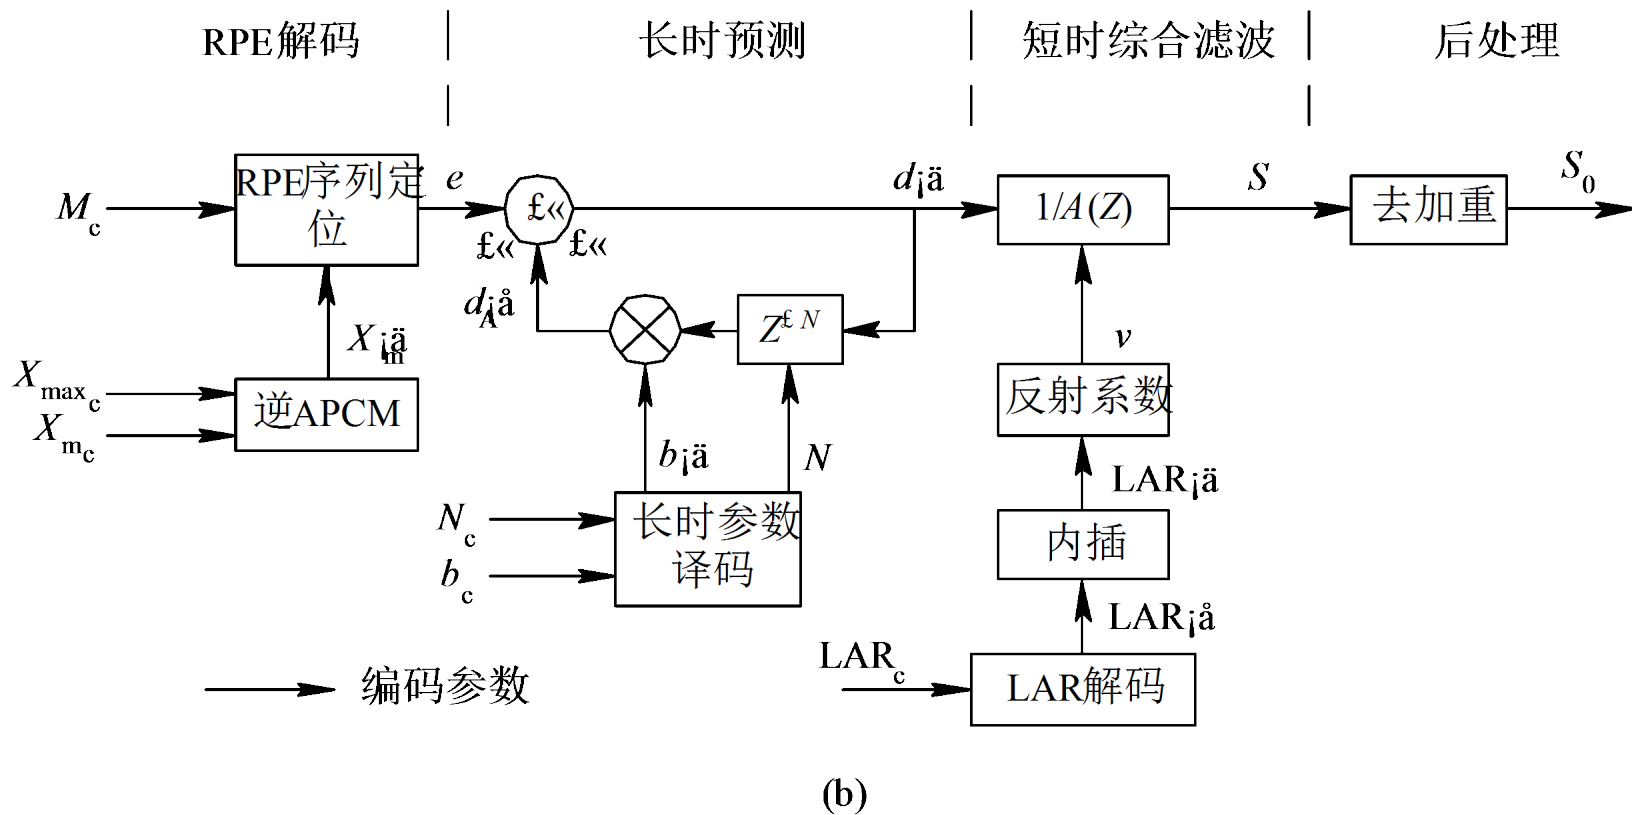 RPE解码
长时预测
短时综合滤波
后处理
Mc
RPE序列定
位
e
£«
£«
£«
d¡ä
1/A(Z)
S
去加重
S0
d¡åA
Z£ N
X¡äm
v
Xmaxc
Xmc
逆APCM
反射系数
b¡ä
N
LAR¡ä
Nc
bc
长时参数
译码
内插
LAR¡å
LARc
LAR解码
编码参数
(b)